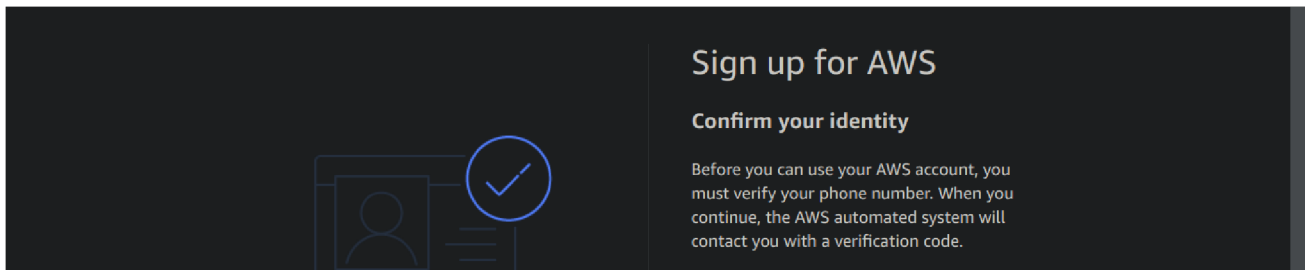 Sign up for AWS
Confirm your identity
Before you can use your AWS account, you
must verify your phone number. When you
continue, the AWS automated system will
contact you with a verification code.